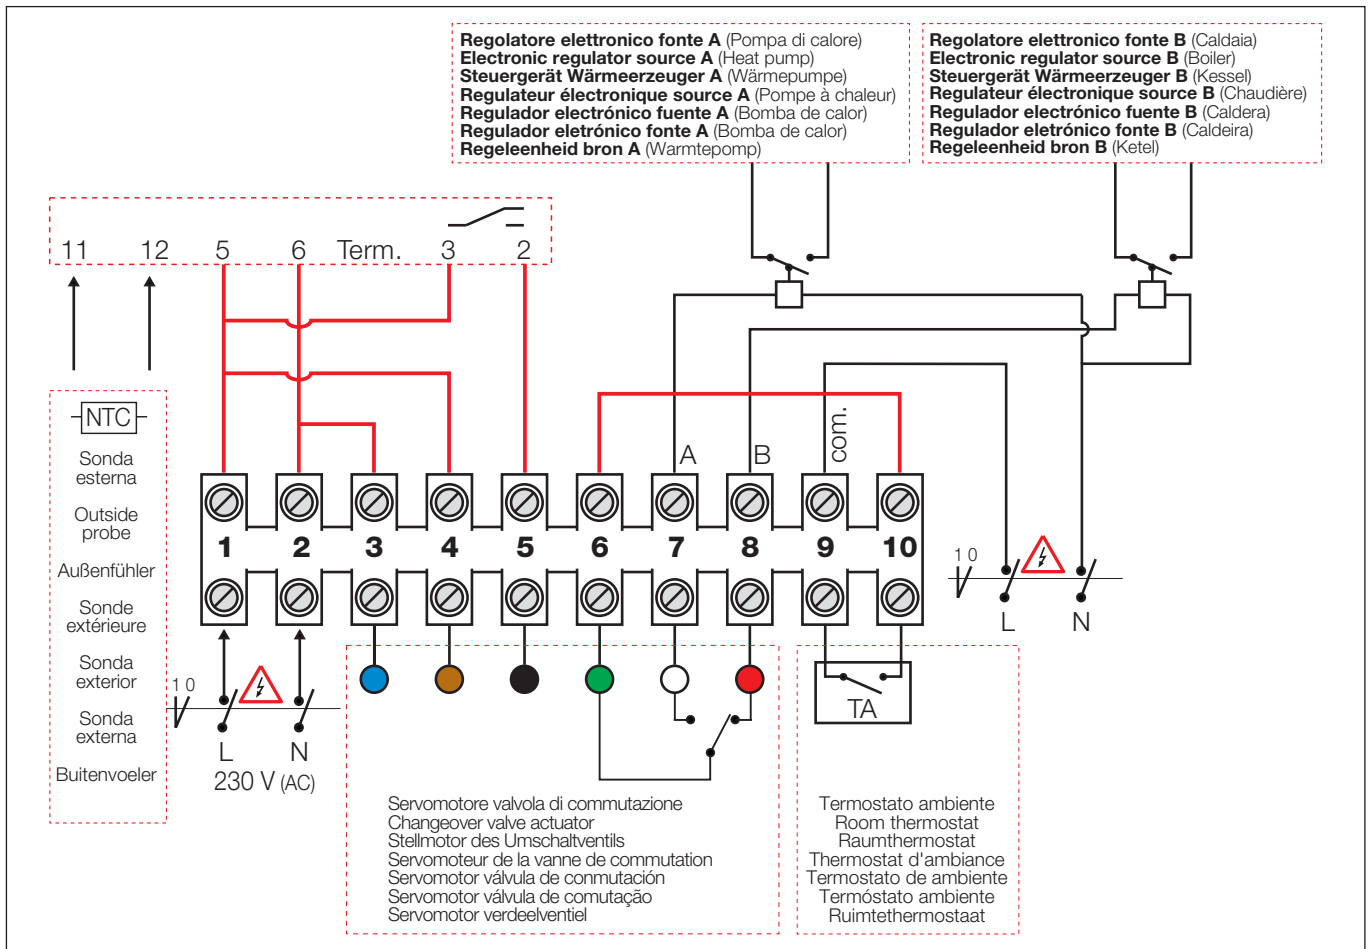 Regolatore elettronico fonte A (Pompa di calore)
Electronic regulator source A (Heat pump)
Steuergerät Wärmeerzeuger A (Wärmepumpe)
Regulateur électronique source A (Pompe à chaleur)
Regulador electrónico fuente A (Bomba de calor)
Regulador eletrónico fonte A (Bomba de calor)
Regeleenheid bron A (Warmtepomp)
Regolatore elettronico fonte B (Caldaia)
Electronic regulator source B (Boiler)
Steuergerät Wärmeerzeuger B (Kessel)
Regulateur électronique source B (Chaudière)
Regulador electrónico fuente B (Caldera)
Regulador eletrónico fonte B (Caldeira)
Regeleenheid bron B (Ketel)
11 12 5 6 Term. 3 2
NTC
Sonda
esterna
Outside
probe
Außenfühler
Sonde
extérieure
Sonda
exterior
Sonda
externa
Buitenvoeler
A B com.
1 2 3 4 5 6 7 8 9 10
1 0
L N
1 0
L N
230 V (AC)
TA
Servomotore valvola di commutazione
Changeover valve actuator
Stellmotor des Umschaltventils
Servomoteur de la vanne de commutation
Servomotor válvula de conmutación
Servomotor válvula de comutação
Servomotor verdeelventiel
Termostato ambiente
Room thermostat
Raumthermostat
Thermostat d'ambiance
Termostato de ambiente
Termóstato ambiente
Ruimtethermostaat